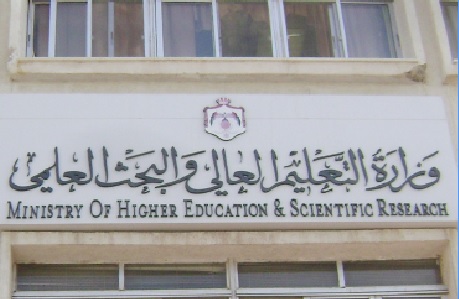 وزارة التعليم العالي والبحث العلمي
MINISTRY OF HIGHER EDUCATION & SCIENTIFIC RESEARCH